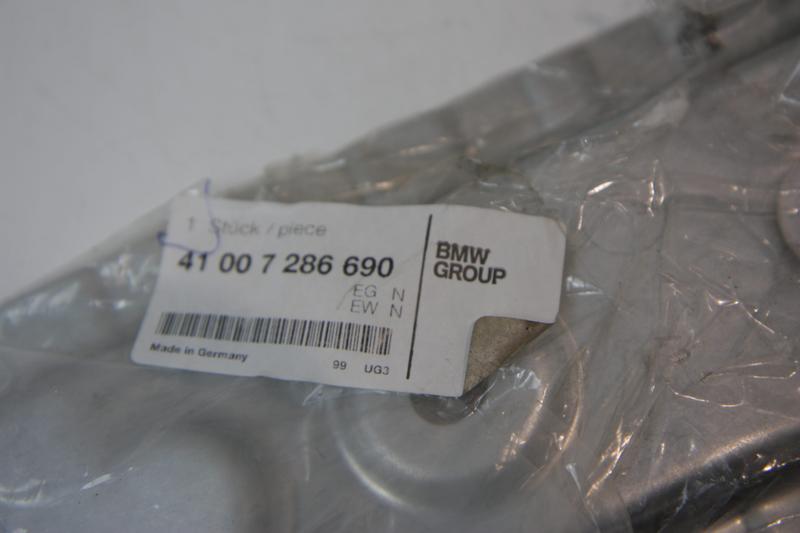 1 Stück / piece
41 00 7 286 690
EG N
EW N
Made in Germany
99 UG3
BMW
GROUP